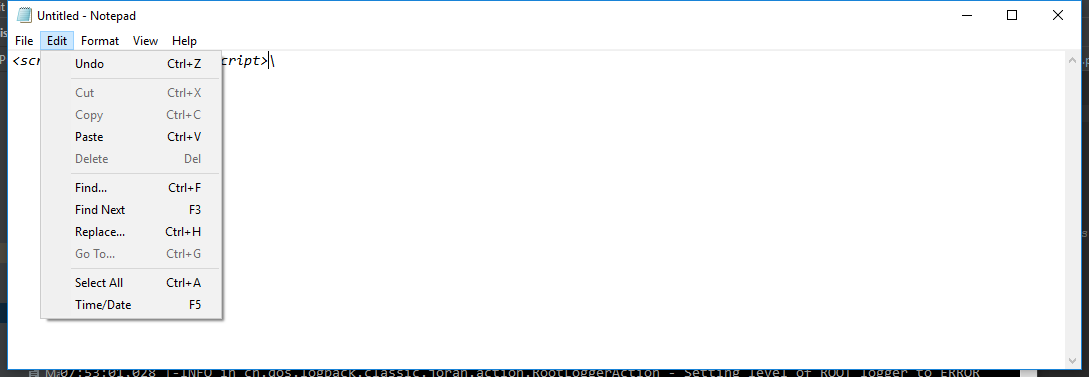 Untitled - Notepad
File Edit Format View Help
<scr cript>\
Undo Ctrl+Z
Cut Ctrl+X
Copy Ctrl+C
Paste Ctrl+V
Delete Del
Find... Ctrl+F
Find Next F3
Replace... Ctrl+H
Go To... Ctrl+G
Select All Ctrl+A
Time/Date F5
07:53:01.028 |-INFO in ch.qos.logback.classic.joran.action.RootLoggerAction - Setting level of ROOT logger to ERROR